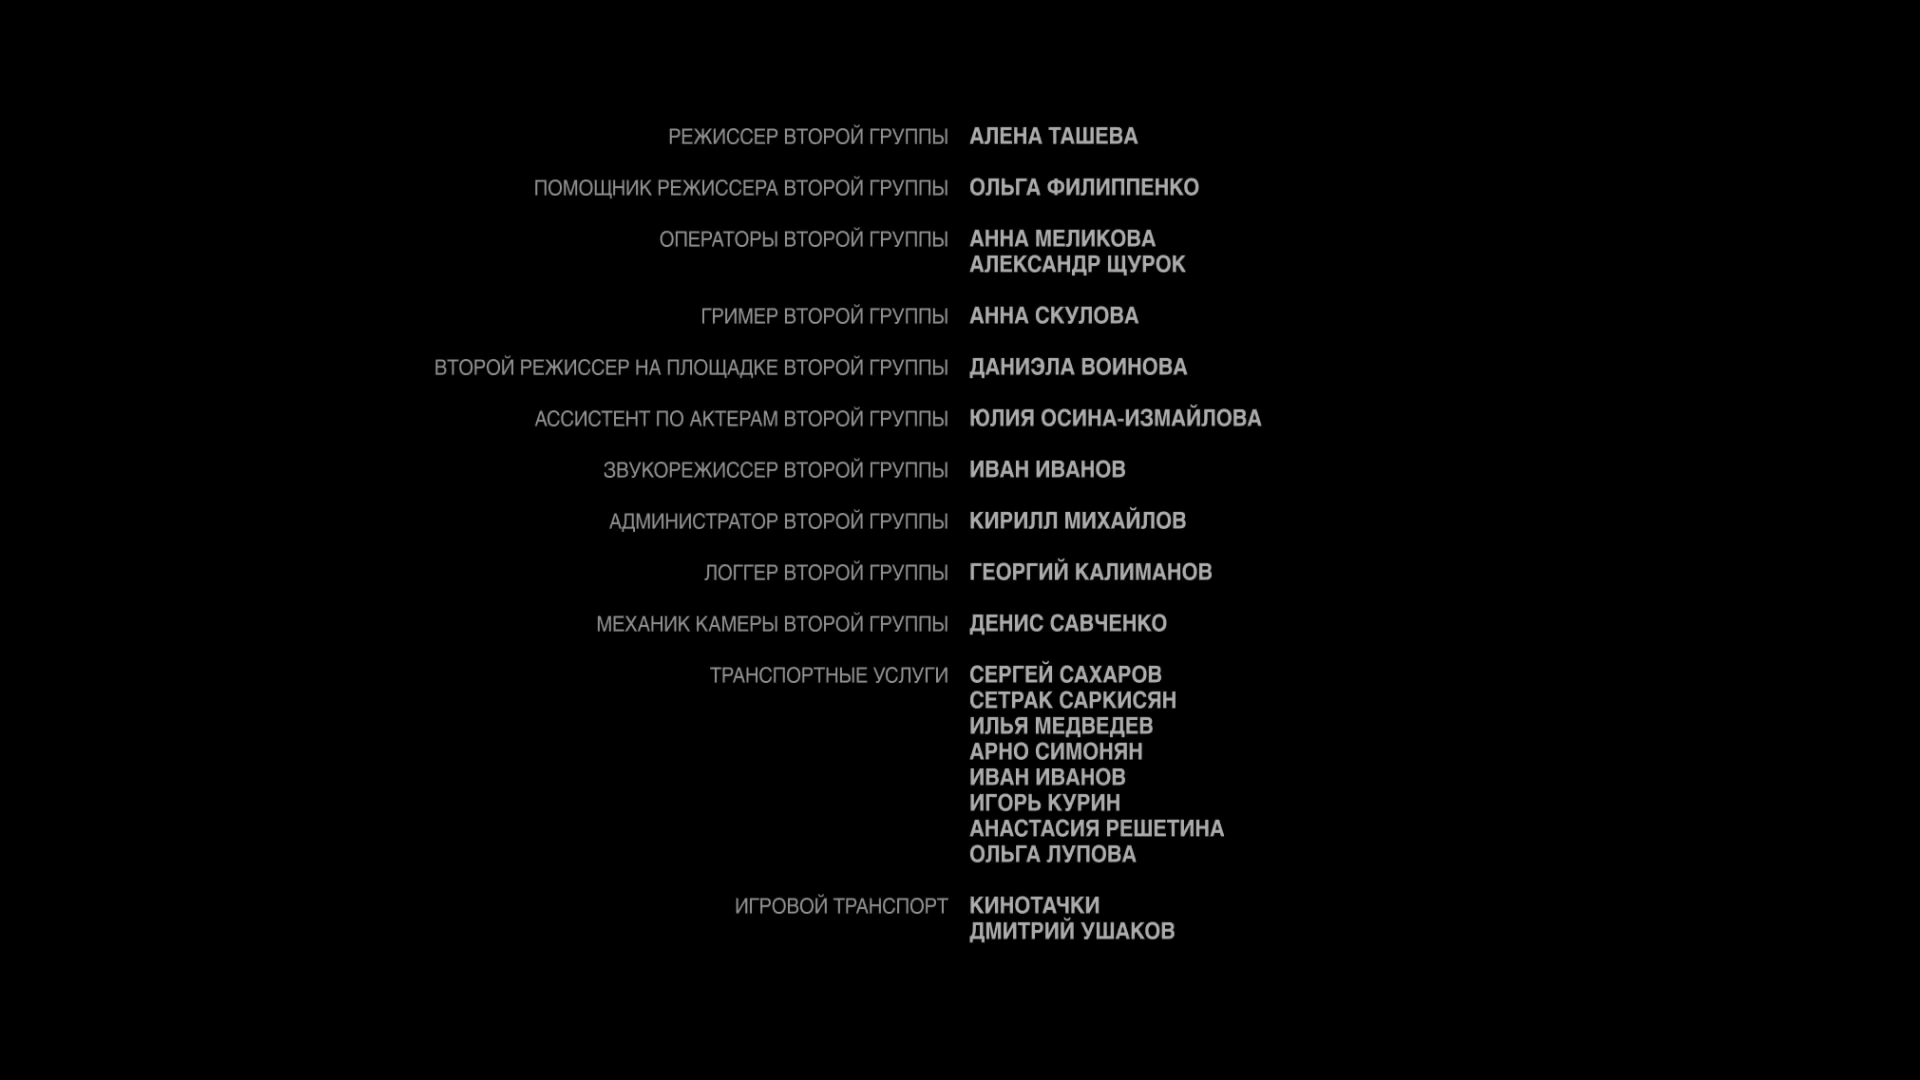 РЕЖИССЕР ВТОРОЙ ГРУППЫ АЛЕНА ТАШЕВА
ПОМОЩНИК РЕЖИССЕРА ВТОРОЙ ГРУППЫ ОЛЬГА ФИЛИППЕНКО
ОПЕРАТОРЫ ВТОРОЙ ГРУППЫ АННА МЕЛИКОВА
АЛЕКСАНДР ЩУРОК
ГРИМЕР ВТОРОЙ ГРУППЫ АННА СКУЛОВА
ВТОРОЙ РЕЖИССЕР НА ПЛОЩАДКЕ ВТОРОЙ ГРУППЫ ДАНИЭЛА ВОИНОВА
АССИСТЕНТ ПО АКТЕРАМ ВТОРОЙ ГРУППЫ ЮЛИЯ ОСИНА-ИЗМАЙЛОВА
ЗВУКОРЕЖИССЕР ВТОРОЙ ГРУППЫ ИВАН ИВАНОВ
АДМИНИСТРАТОР ВТОРОЙ ГРУППЫ КИРИЛЛ МИХАЙЛОВ
ЛОГГЕР ВТОРОЙ ГРУППЫ ГЕОРГИЙ КАЛИМАНОВ
МЕХАНИК КАМЕРЫ ВТОРОЙ ГРУППЫ ДЕНИС САВЧЕНКО
ТРАНСПОРТНЫЕ УСЛУГИ СЕРГЕЙ САХАРОВ
СЕТРАК САРКИСЯН
ИЛЬЯ МЕДВЕДЕВ
АРНО СИМОНЯН
ИВАН ИВАНОВ
ИГОРЬ КУРИН
АНАСТАСИЯ РЕШЕТИНА
ОЛЬГА ЛУПОВА
ИГРОВОЙ ТРАНСПОРТ КИНОТАЧКИ
ДМИТРИЙ УШАКОВ